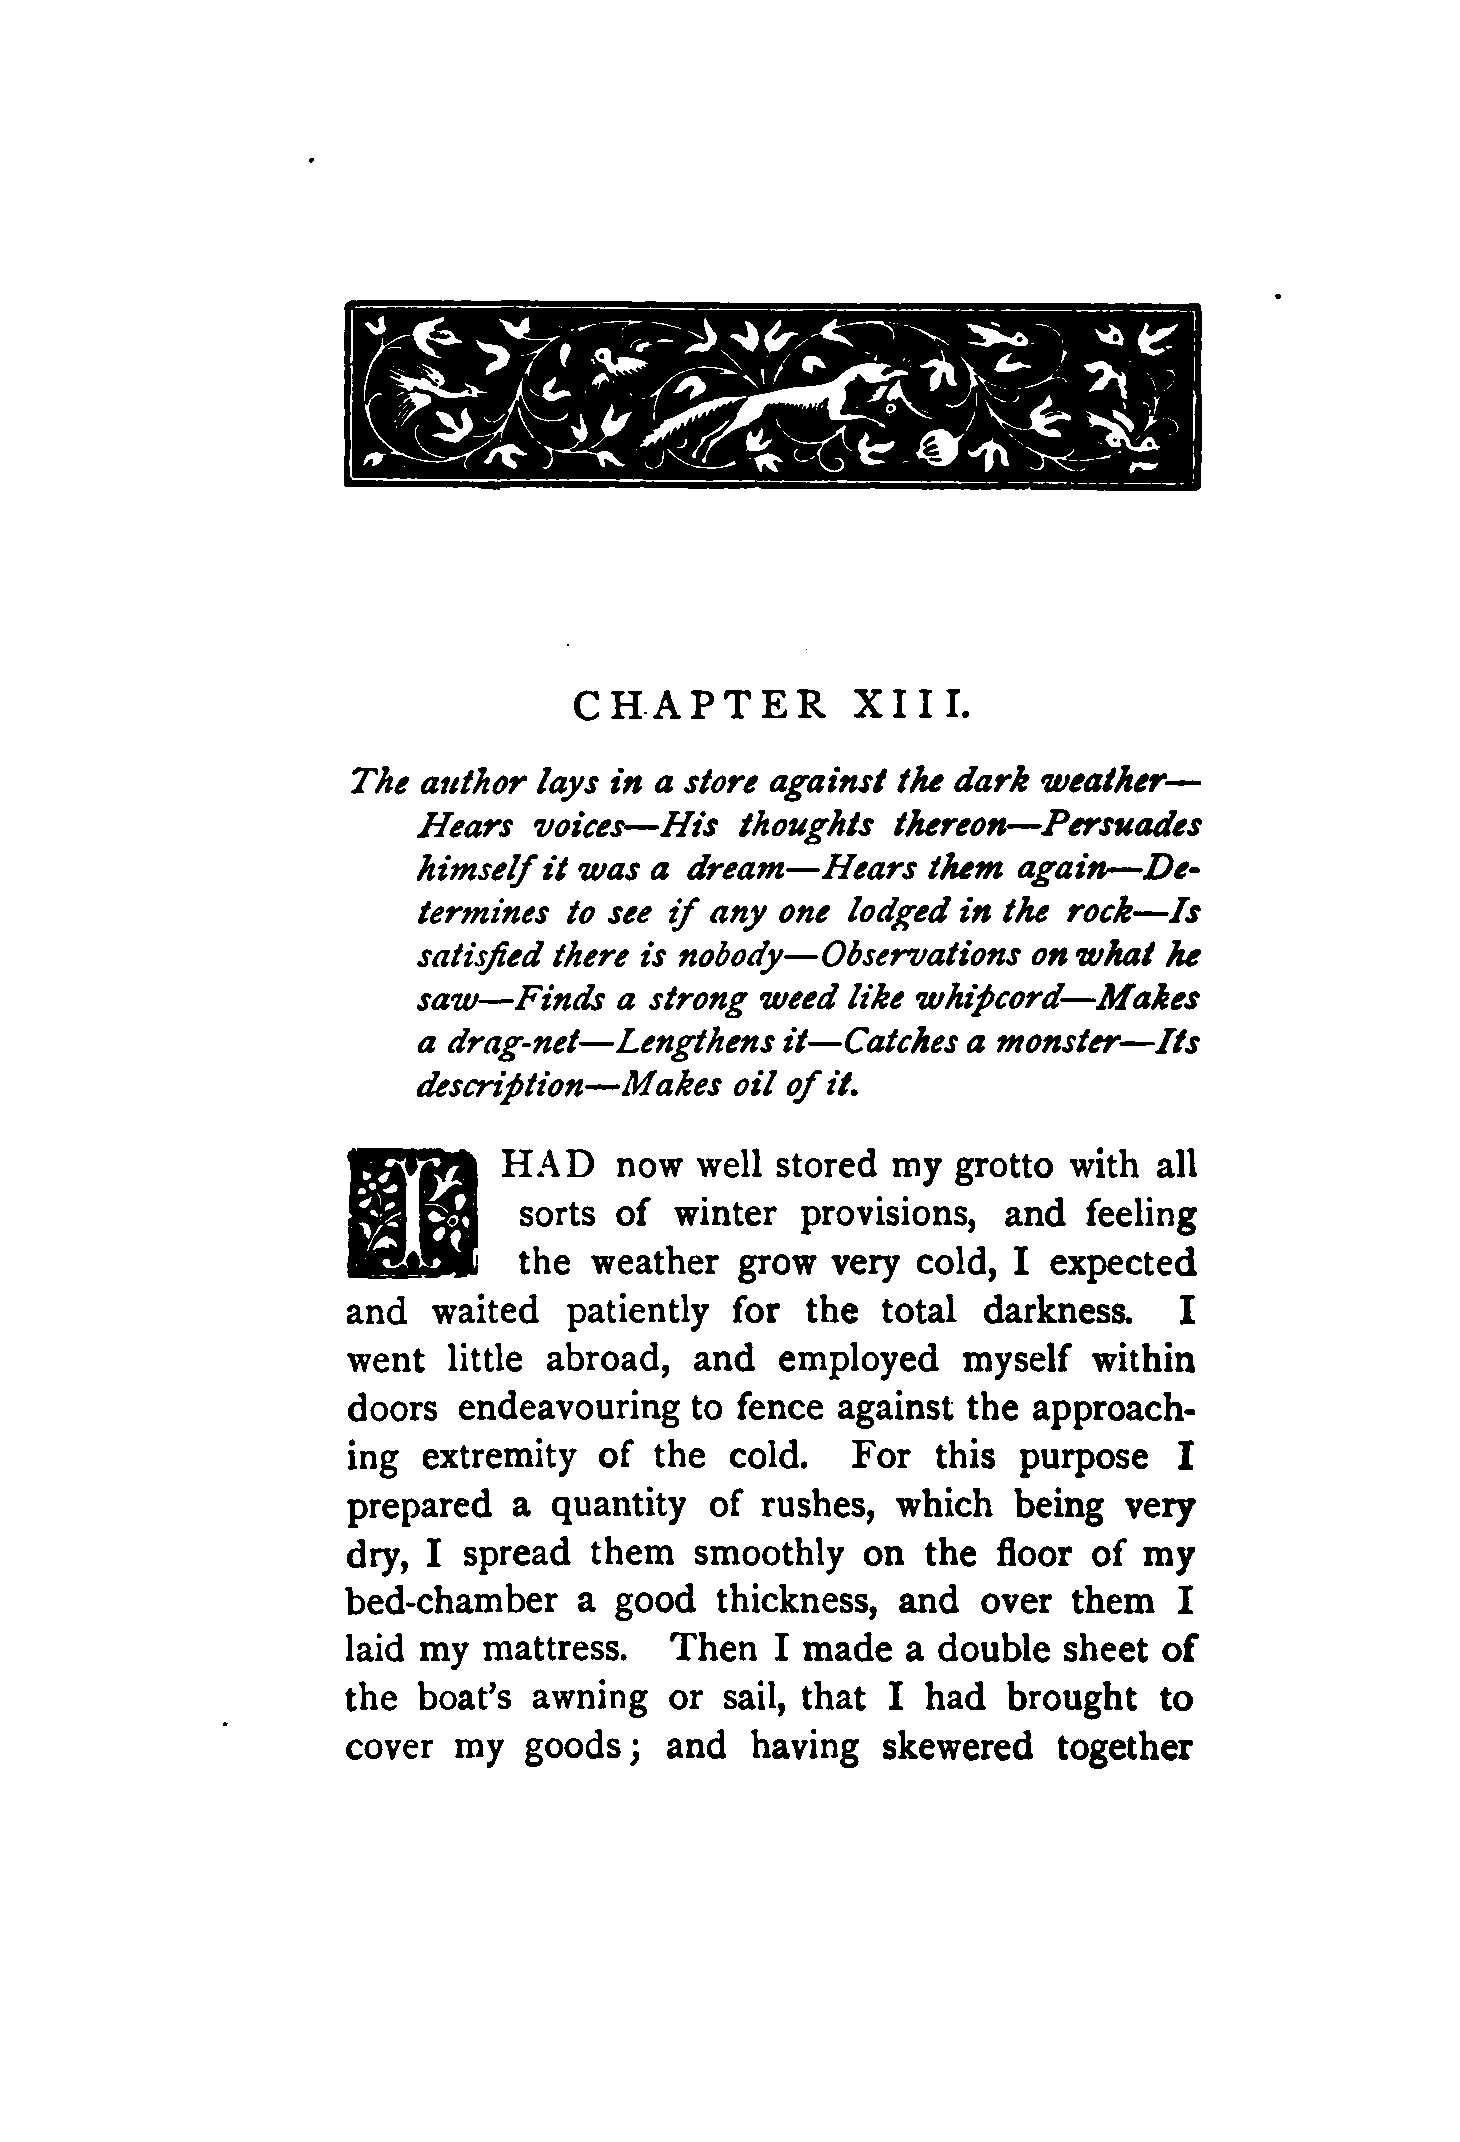 CHAPTER XIII.
The author lays in a store against the dark weather—
Hears voices—His thoughts thereon—Persuades
himself it was a dream—Hears them again—De-
termines to see if any one lodged in the rock—Is
satisfied there is nobody—Observations on what he
saw—Finds a strong weed like whipcord—Makes
a drag-net—Lengthens it—Catches a monster—Its
description—Makes oil of it.
I HAD now well stored my grotto with all
sorts of winter provisions, and feeling
the weather grow very cold, I expected
and waited patiently for the total darkness. I
went little abroad, and employed myself within
doors endeavouring to fence against the approach-
ing extremity of the cold. For this purpose I
prepared a quantity of rushes, which being very
dry, I spread them smoothly on the floor of my
bed-chamber a good thickness, and over them I
laid my mattress. Then I made a double sheet of
the boat's awning or sail, that I had brought to
cover my goods; and having skewered together